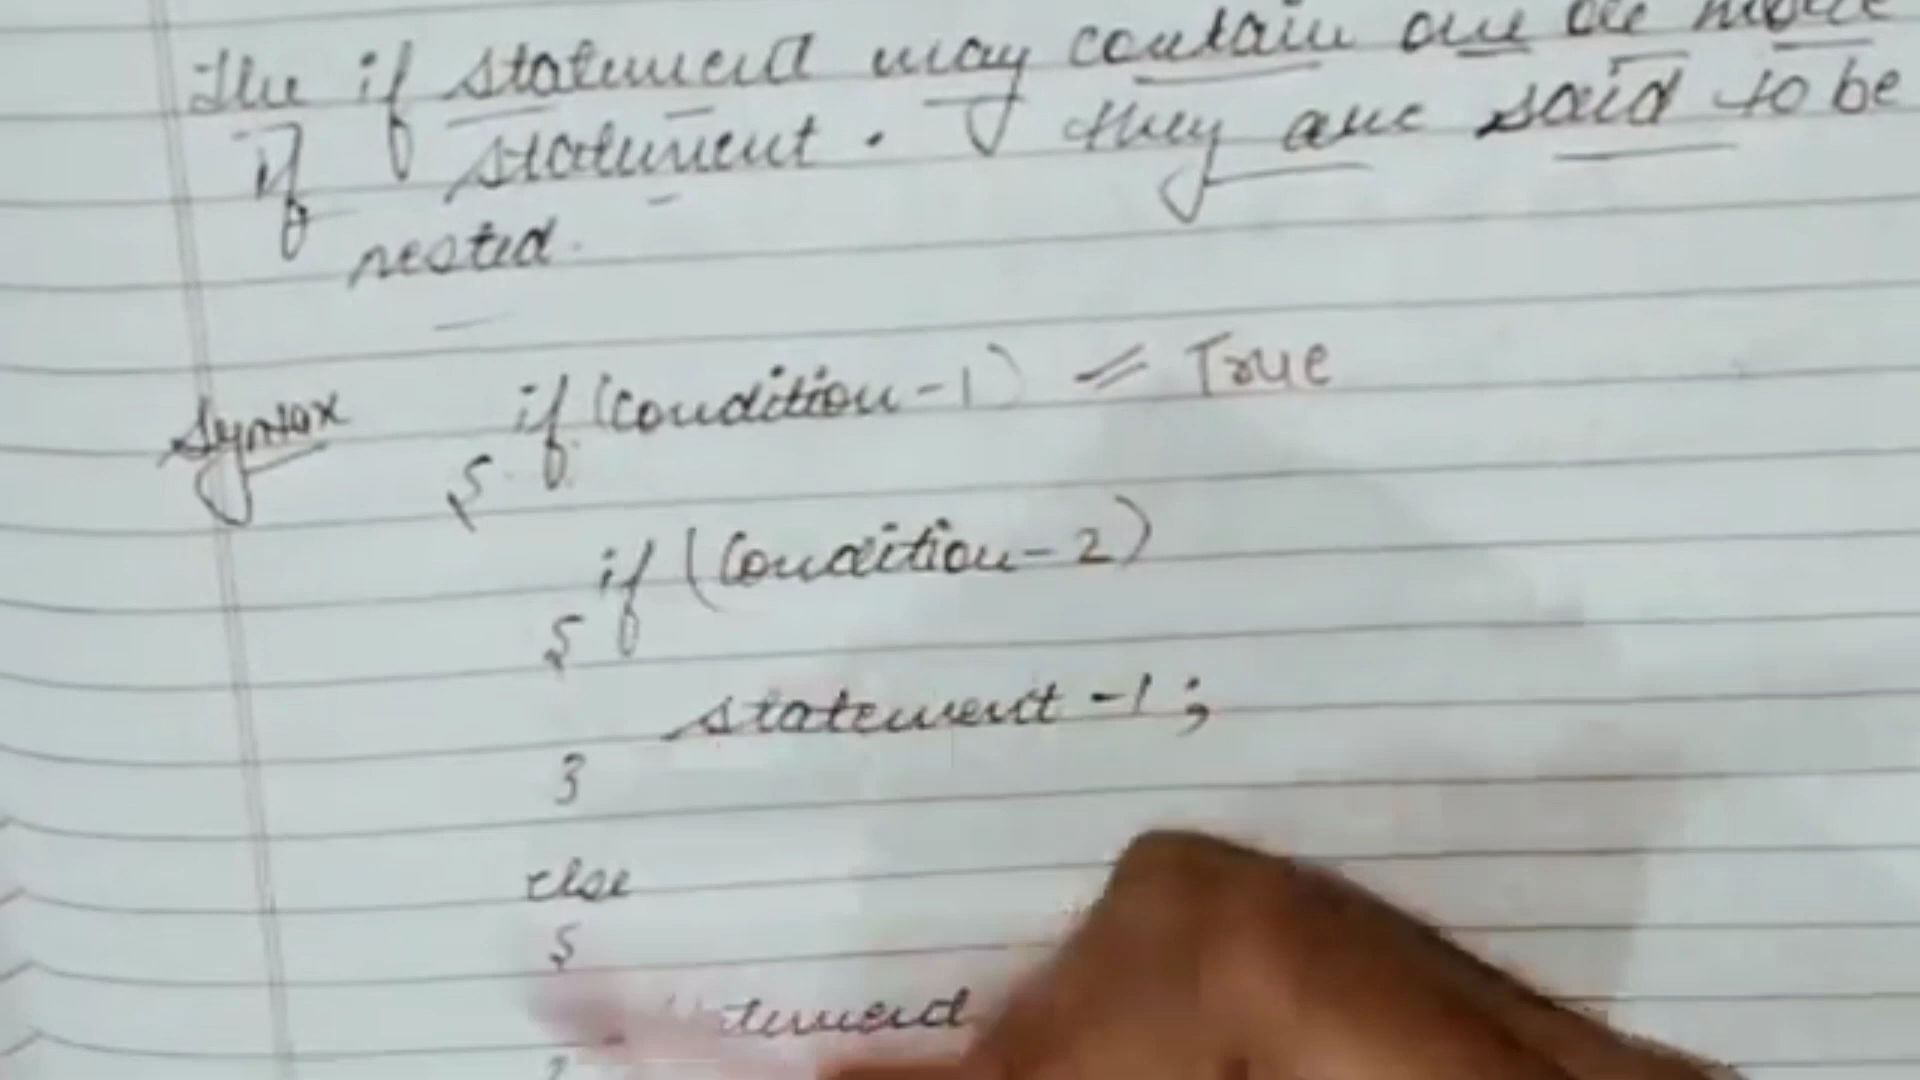 The if statement may contain one or more
if statement. They are said to be
nested.
Syntax if (condition-1) = True
{
if (Condition-2)
{
statement -1;
}
else
{